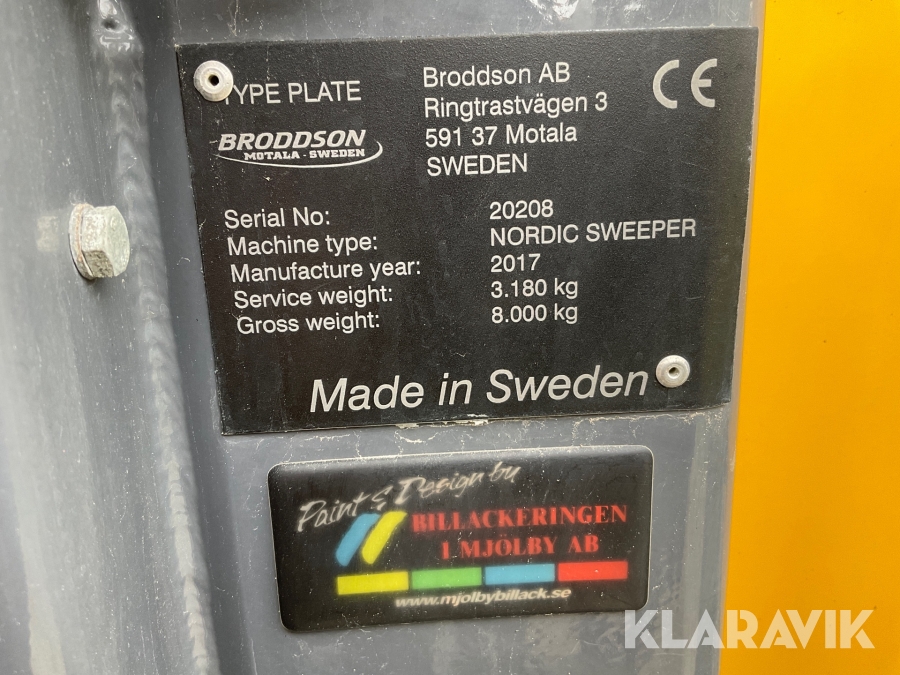 TYPE PLATE
BRODDSON
MOTALA - SWEDEN
Broddson AB
Ringtrastvägen 3
591 37 Motala
SWEDEN
CE
Serial No: 20208
Machine type: NORDIC SWEEPER
Manufacture year: 2017
Service weight: 3.180 kg
Gross weight: 8.000 kg
Made in Sweden
Paint & Design by
BILLACKERINGEN
I MJÖLBY AB
www.mjolbybillack.se
KLARAVIK